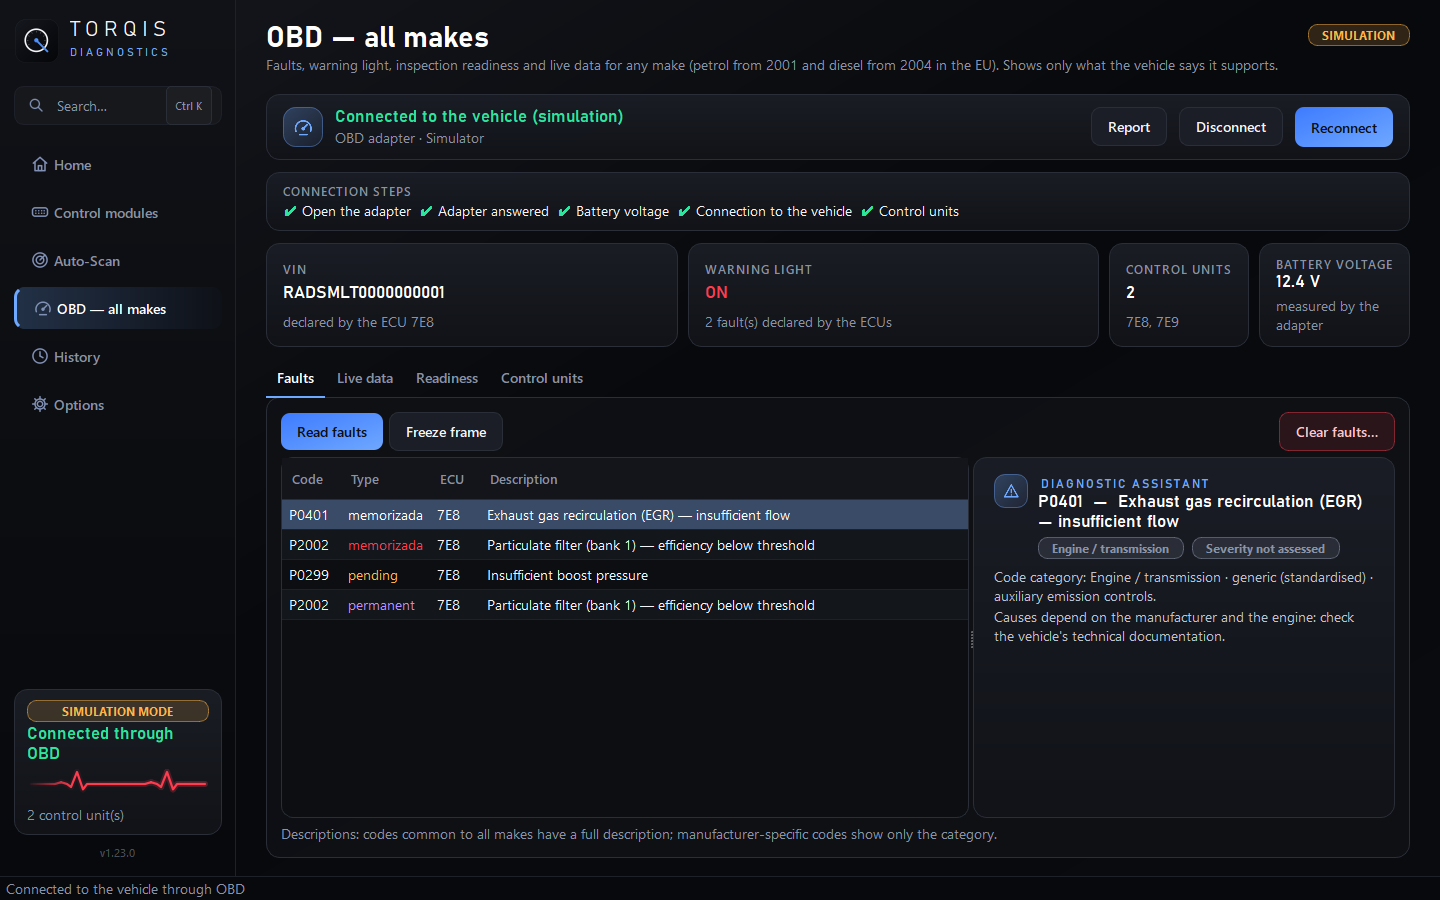 TORQIS
DIAGNOSTICS
Search...
Ctrl K
Home
Control modules
Auto-Scan
OBD — all makes
History
Options
SIMULATION MODE
Connected through
OBD
2 control unit(s)
v1.23.0
OBD — all makes
SIMULATION
Faults, warning light, inspection readiness and live data for any make (petrol from 2001 and diesel from 2004 in the EU). Shows only what the vehicle says it supports.
Connected to the vehicle (simulation)
OBD adapter · Simulator
Report
Disconnect
Reconnect
CONNECTION STEPS
✔ Open the adapter ✔ Adapter answered ✔ Battery voltage ✔ Connection to the vehicle ✔ Control units
VIN
RADSMLT0000000001
declared by the ECU 7E8
WARNING LIGHT
ON
2 fault(s) declared by the ECUs
CONTROL UNITS
2
7E8, 7E9
BATTERY VOLTAGE
12.4 V
measured by the
adapter
Faults Live data Readiness Control units
Read faults Freeze frame
Clear faults...
Code Type ECU Description
P0401 memorizada 7E8 Exhaust gas recirculation (EGR) — insufficient flow
P2002 memorizada 7E8 Particulate filter (bank 1) — efficiency below threshold
P0299 pending 7E8 Insufficient boost pressure
P2002 permanent 7E8 Particulate filter (bank 1) — efficiency below threshold
DIAGNOSTIC ASSISTANT
P0401 — Exhaust gas recirculation (EGR)
— insufficient flow
Engine / transmission Severity not assessed
Code category: Engine / transmission · generic (standardised) ·
auxiliary emission controls.
Causes depend on the manufacturer and the engine: check
the vehicle's technical documentation.
Descriptions: codes common to all makes have a full description; manufacturer-specific codes show only the category.
Connected to the vehicle through OBD